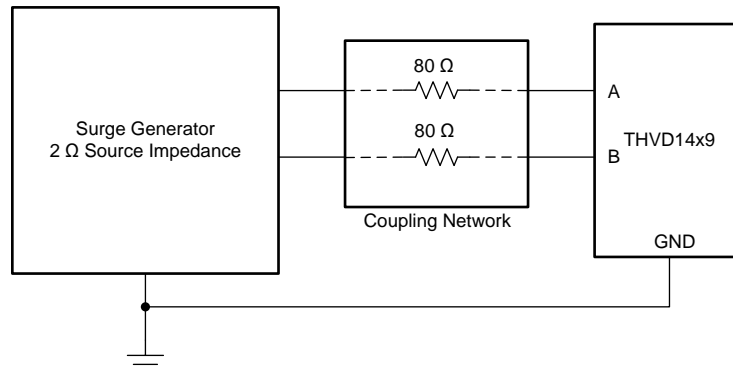 Surge Generator
2 Ω Source Impedance
80 Ω
80 Ω
Coupling Network
A
THVD14x9
B
GND